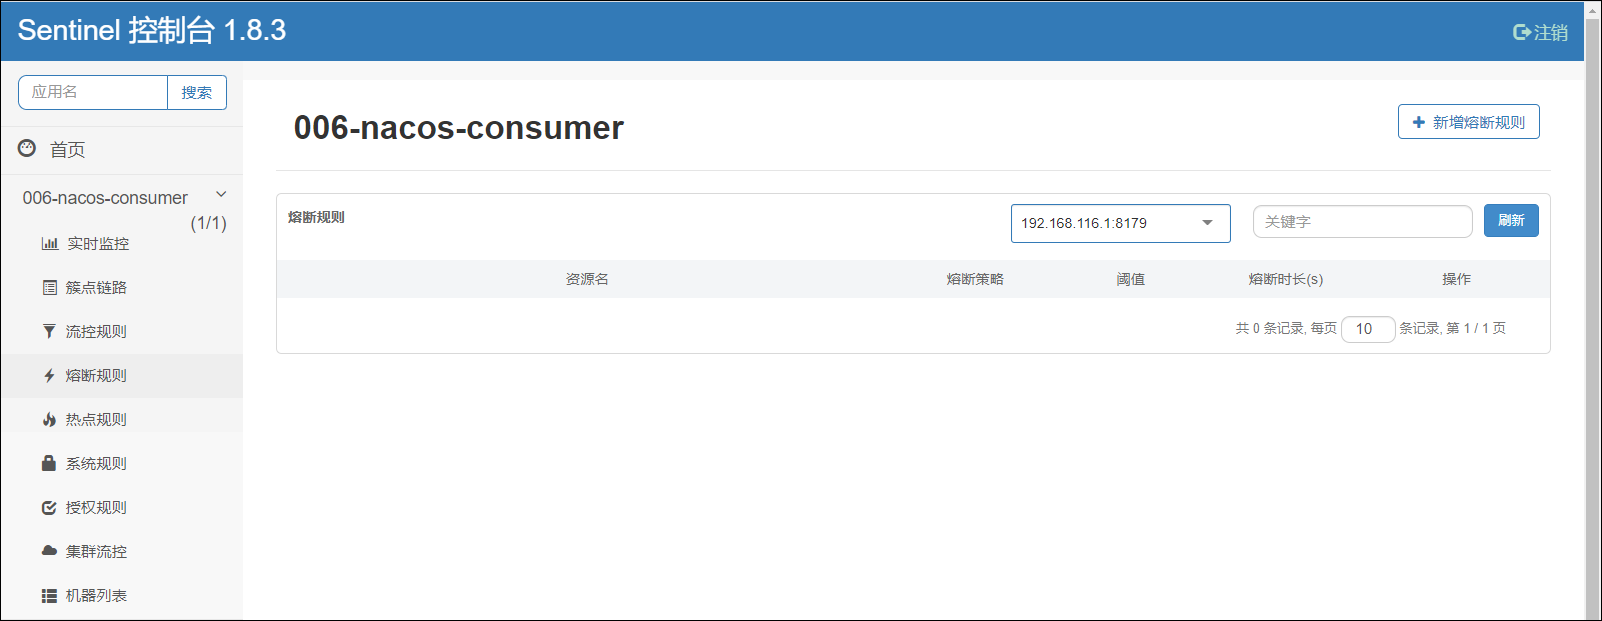 Sentinel 控制台 1.8.3
注销
应用名
搜索
首页
006-nacos-consumer
(1/1)
实时监控
簇点链路
流控规则
熔断规则
热点规则
系统规则
授权规则
集群流控
机器列表
006-nacos-consumer
新增熔断规则
熔断规则
192.168.116.1:8179
关键字
刷新
资源名 熔断策略 阈值 熔断时长(s) 操作
共 0 条记录, 每页 10 条记录, 第 1 / 1 页